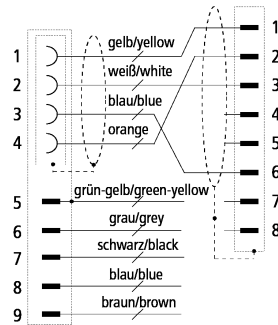 gelb/yellow
weiß/white
blau/blue
orange
grün-gelb/green-yellow
grau/grey
schwarz/black
blau/blue
braun/brown
1
2
3
4
5
6
7
8
9
1
2
3
4
5
6
7
8